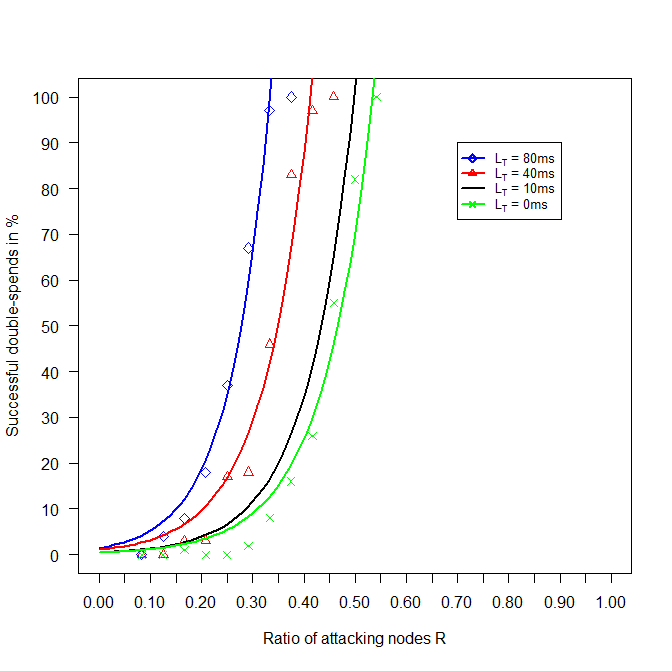 Successful double-spends in %
100
90
80
70
60
50
40
30
20
10
0
L_T = 80ms
L_T = 40ms
L_T = 10ms
L_T = 0ms
0.00 0.10 0.20 0.30 0.40 0.50 0.60 0.70 0.80 0.90 1.00
Ratio of attacking nodes R